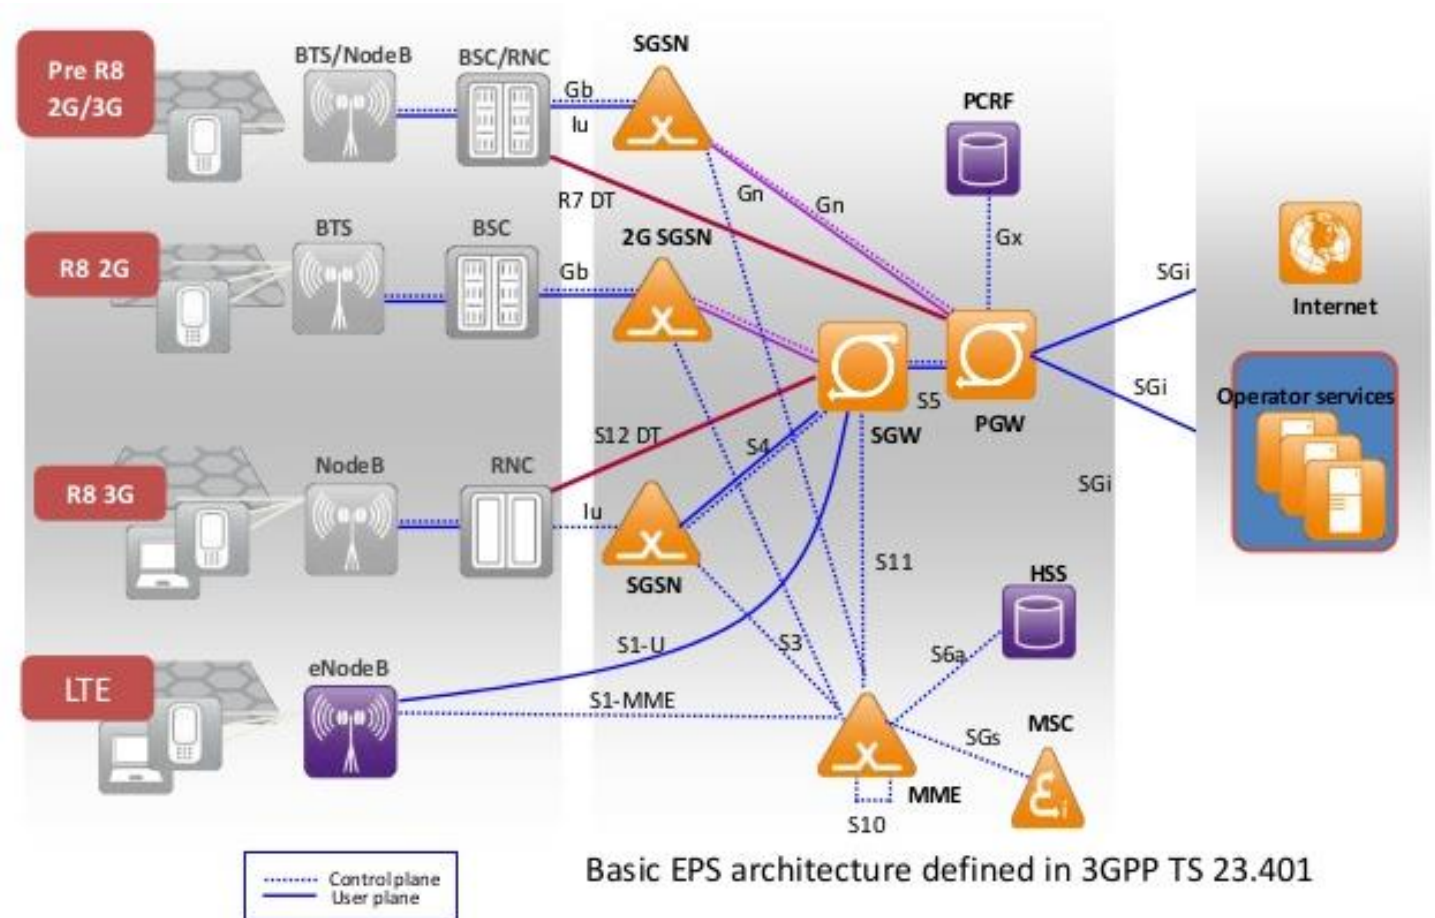 SGSN
Pre R8
2G/3G
BTS/NodeB
BSC/RNC
Gb
Iu
PCRF
R7 DT
Gn
Gn
Gx
R8 2G
BTS
BSC
Gb
2G SGSN
SGi
Internet
SGi
Operator services
S5
SGW
PGW
S12 DT
S4
R8 3G
NodeB
RNC
Iu
SGSN
SGi
S11
HSS
LTE
eNodeB
S1-U
S3
S6a
S1-MME
SGs
MSC
MME
S10
Control plane
User plane
Basic EPS architecture defined in 3GPP TS 23.401